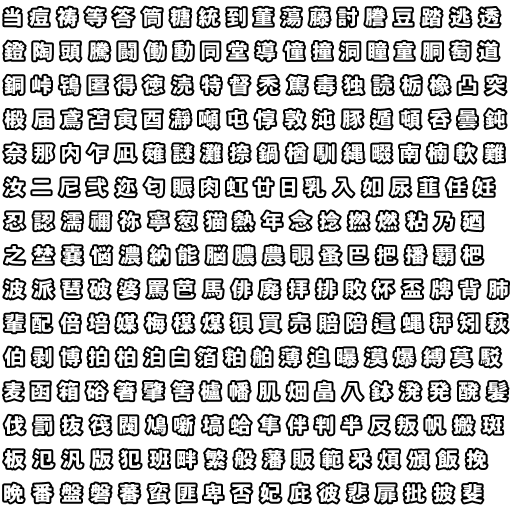 当痘祷等答筒糖統到董蕩藤討謄豆踏逃透
鐙陶頭騰闘働動同堂導憧撞洞瞳童胴萄道
銅峠鴇匿得徳涜特督禿篤毒独読栃橡凸突
椴届鳶苫寅酉瀞噸屯惇敦沌豚遁頓呑曇鈍
奈那内乍凪薙謎灘捺鍋楢馴縄畷南楠軟難
汝二尼弐迩匂賑肉虹廿日乳入如尿韮任妊
忍認濡禰祢寧葱猫熱年念捻撚燃粘乃廼
之埜嚢悩濃納能脳膿農覗蚤巴把播覇杷
波派琶破婆罵芭馬俳廃拝排敗杯盃牌背肺
輩配倍培媒梅楳煤狽買売賠陪這蝿秤矧萩
伯剥博拍柏泊白箔粕舶薄迫曝漠爆縛莫駁
麦函箱硲箸肇筈櫨幡肌畑畠八鉢溌発醗髪
伐罰抜筏閥鳩噺塙蛤隼伴判半反叛帆搬斑
板氾汎版犯班畔繁般藩販範釆煩頒飯挽
晩番盤磐蕃蛮匪卑否妃庇彼悲扉批披斐